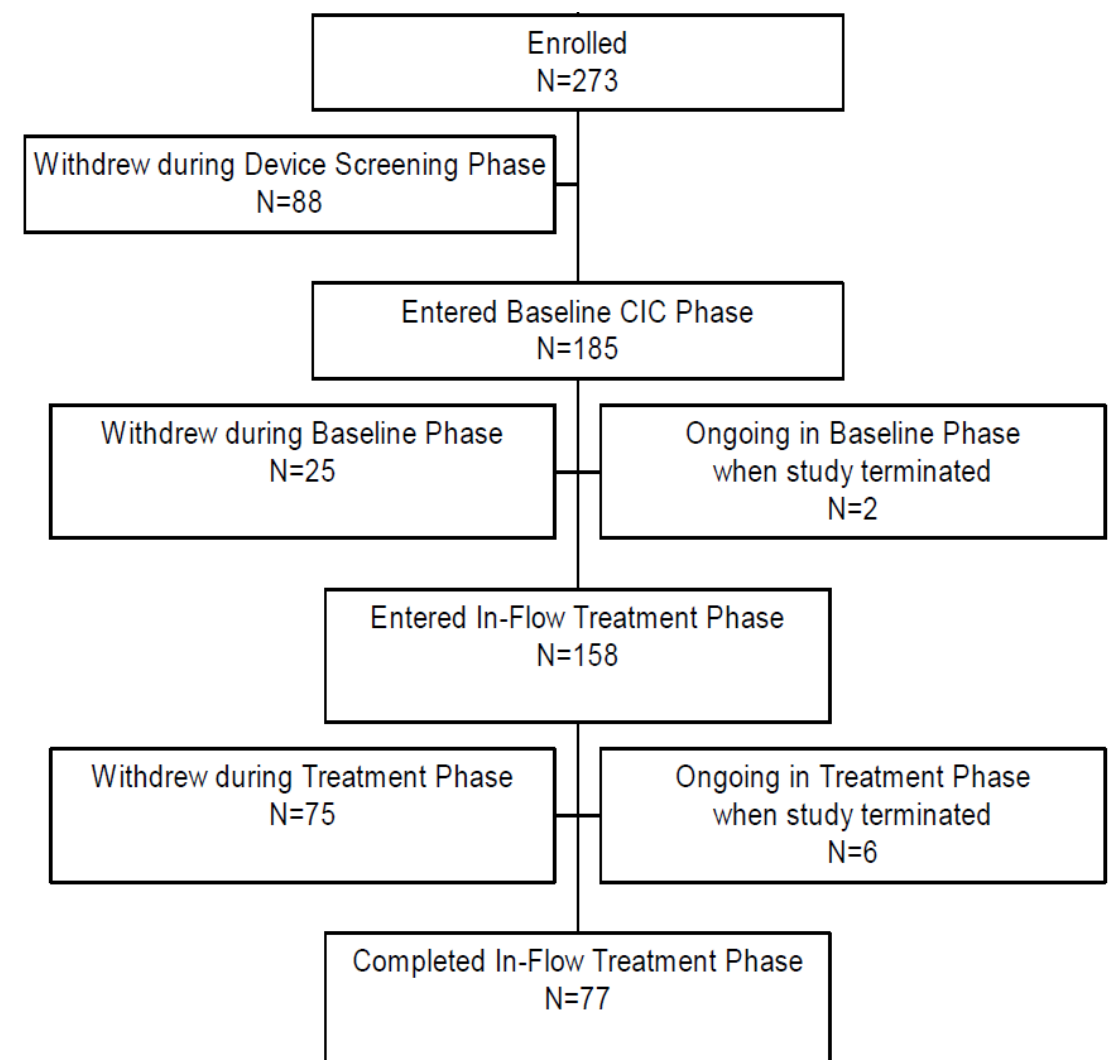 Enrolled
N=273
Withdrew during Device Screening Phase
N=88
Entered Baseline CIC Phase
N=185
Withdrew during Baseline Phase
N=25
Ongoing in Baseline Phase
when study terminated
N=2
Entered In-Flow Treatment Phase
N=158
Withdrew during Treatment Phase
N=75
Ongoing in Treatment Phase
when study terminated
N=6
Completed In-Flow Treatment Phase
N=77